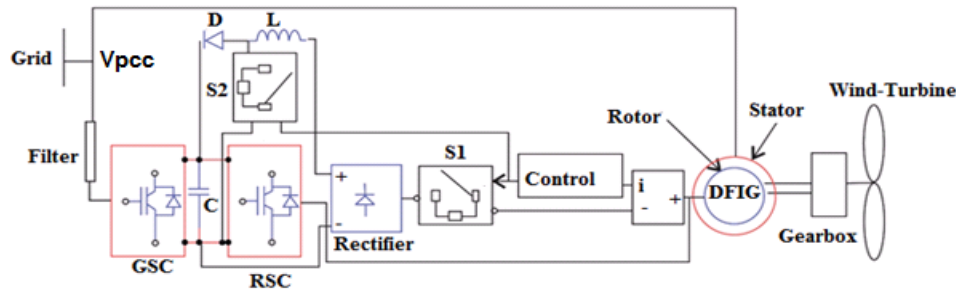 D
L
Grid
Vpcc
S2
Wind-Turbine
Rotor
Stator
Filter
S1
Control
i
+
-
+
-
DFIG
C
Rectifier
Gearbox
GSC
RSC